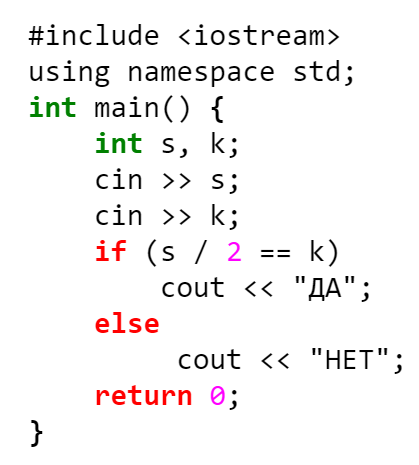 #include <iostream>
using namespace std;
int main() {
    int s, k;
    cin >> s;
    cin >> k;
    if (s / 2 == k)
        cout << "ДА";
    else
         cout << "НЕТ";
    return 0;
}